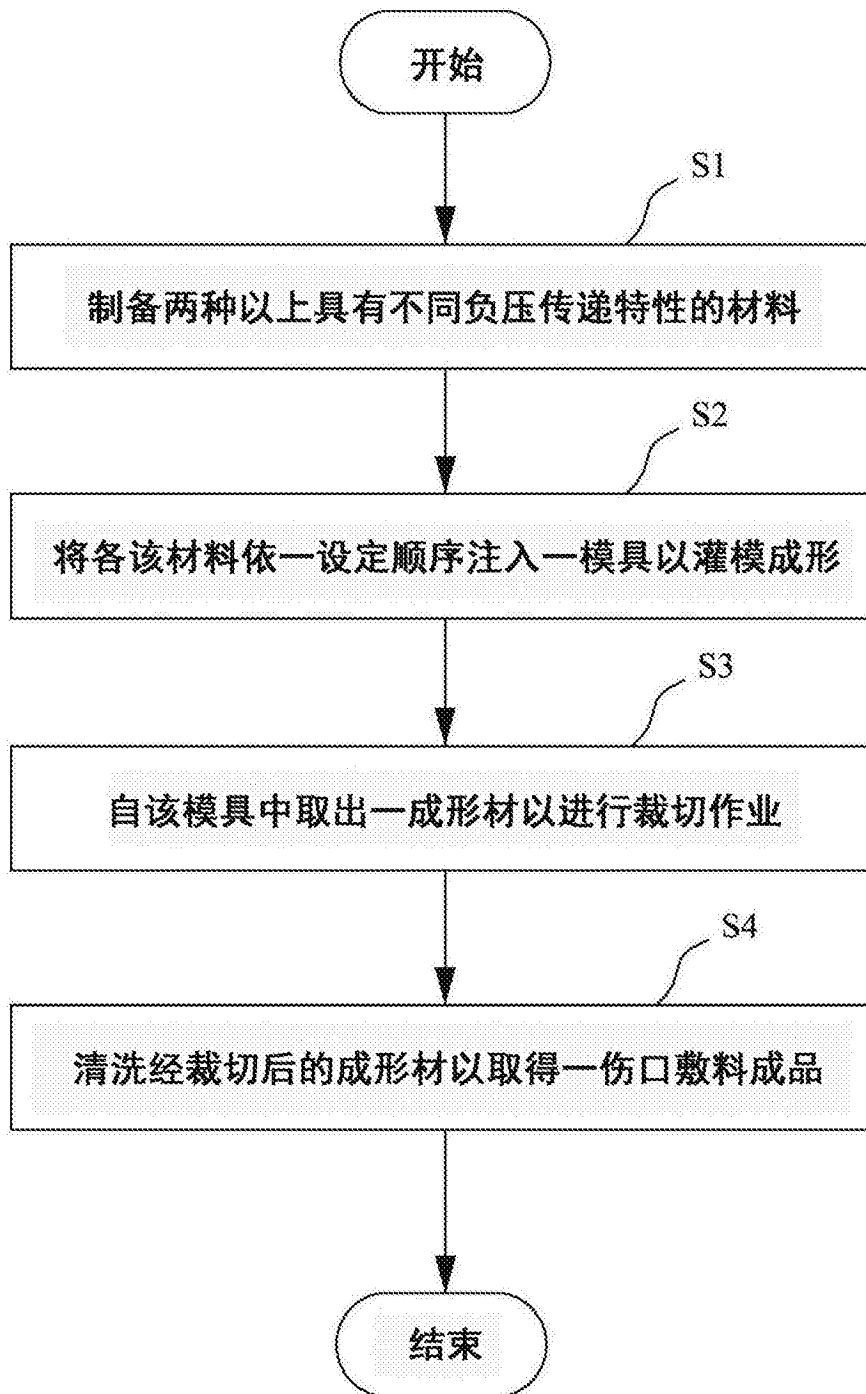 开始
S1
制备两种以上具有不同负压传递特性的材料
S2
将各该材料依一设定顺序注入一模具以灌模成形
S3
自该模具中取出一成形材以进行裁切作业
S4
清洗经裁切后的成形材以取得一伤口敷料成品
结束